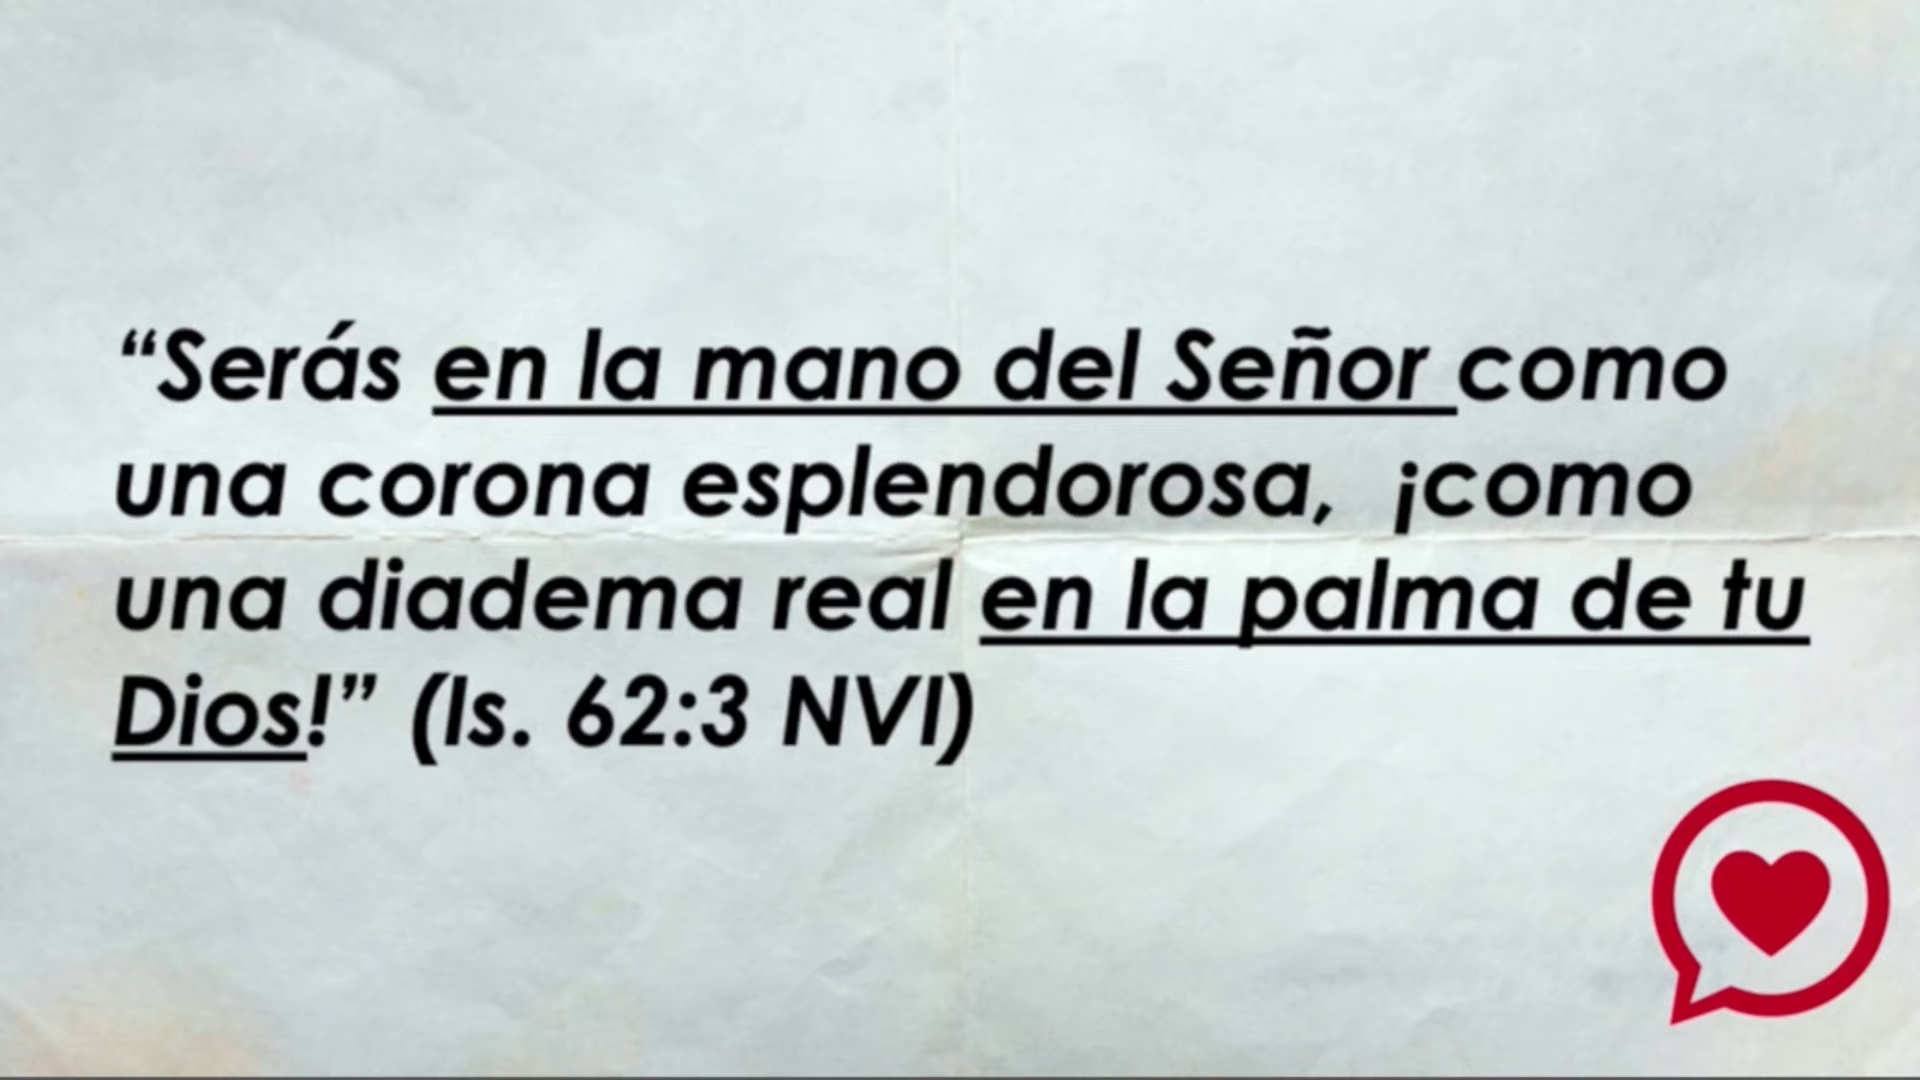 “Serás en la mano del Señor como
una corona esplendorosa,  ¡como
una diadema real en la palma de tu
Dios!” (Is. 62:3 NVI)